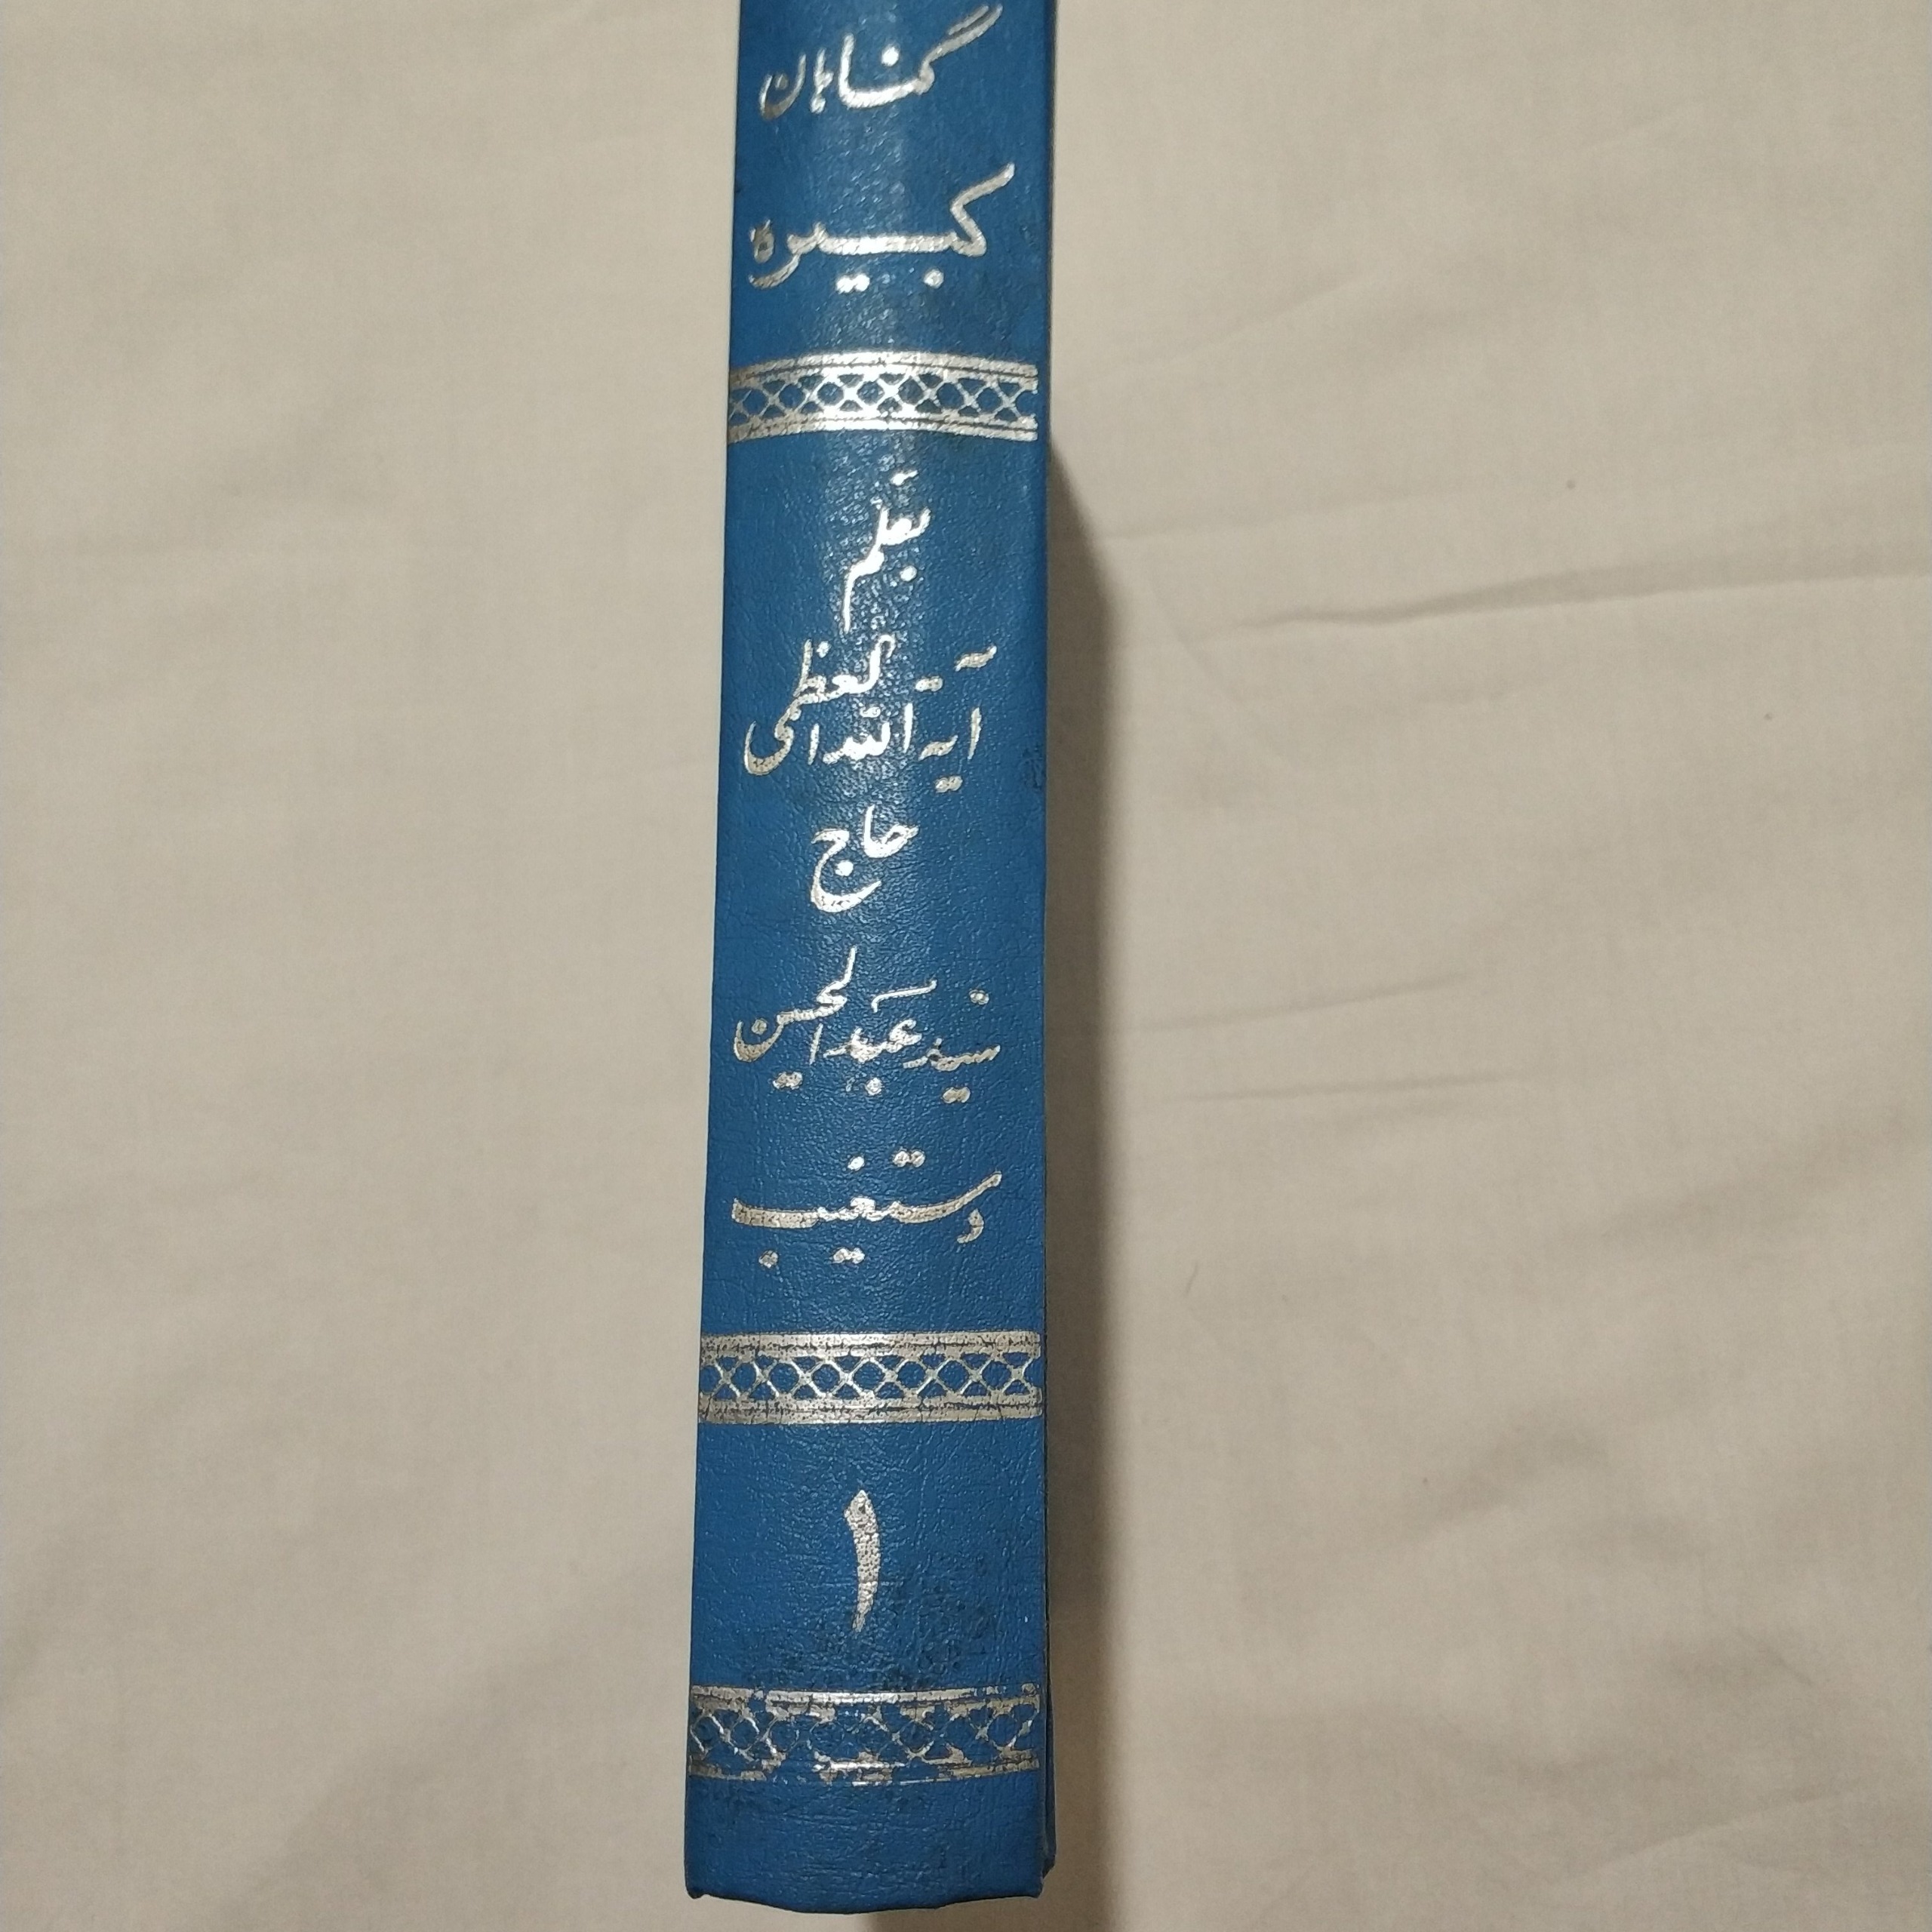 گناهان
کبیره
بقلم
آیة الله العظمی
حاج
سید عبدالحسین
دستغیب
۱